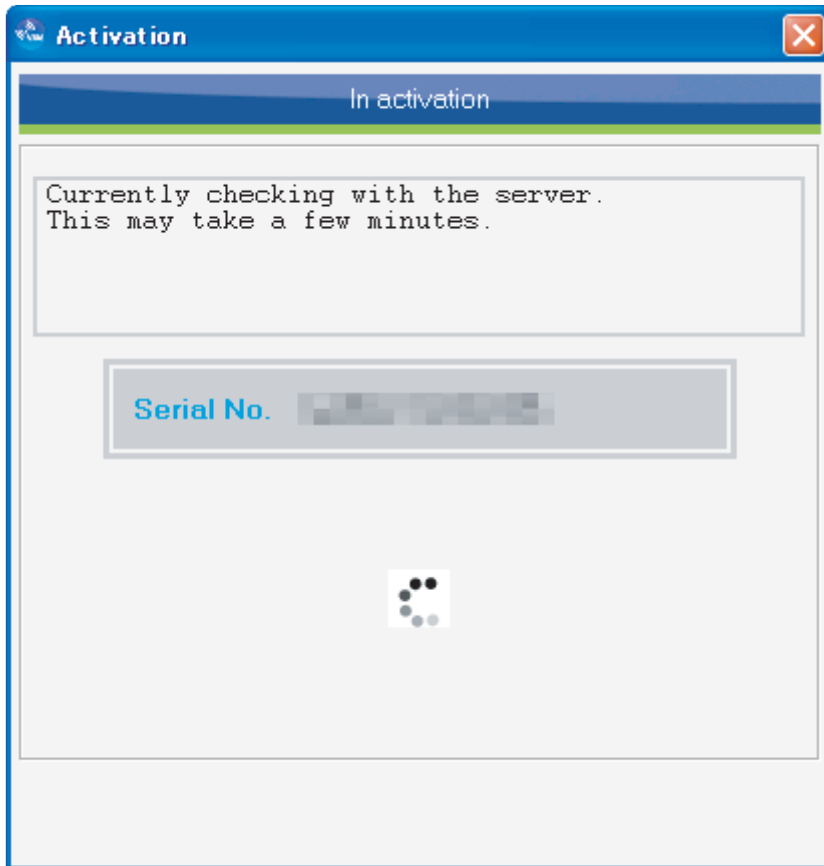 Activation
In activation
Currently checking with the server.
This may take a few minutes.
Serial No.